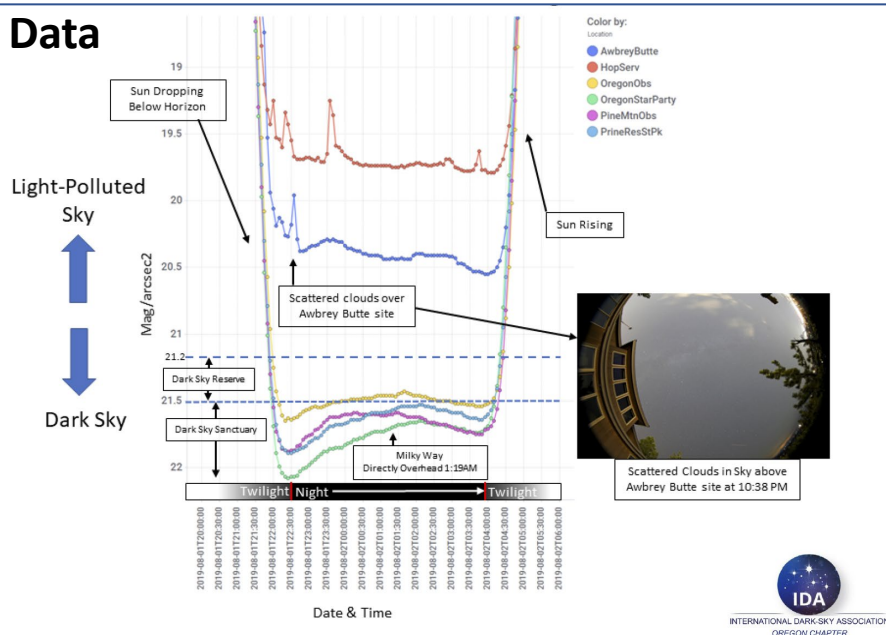 Data
Color by:
Location
AwbreyButte
HopServ
OregonObs
OregonStarParty
PineMtnObs
PrineResStPk
Sun Dropping
Below Horizon
Light-Polluted
Sky
Dark Sky
Mag/arcsec2
19
19.5
20
20.5
21
21.2
21.5
22
Sun Rising
Scattered clouds over
Awbrey Butte site
Dark Sky Reserve
Dark Sky Sanctuary
Milky Way
Directly Overhead 1:19AM
Twilight Night Twilight
Scattered Clouds in Sky above
Awbrey Butte site at 10:38 PM
2019-08-01T20:00:00
2019-08-01T20:30:00
2019-08-01T21:00:00
2019-08-01T21:30:00
2019-08-01T22:00:00
2019-08-01T22:30:00
2019-08-01T23:00:00
2019-08-01T23:30:00
2019-08-02T00:00:00
2019-08-02T00:30:00
2019-08-02T01:00:00
2019-08-02T01:30:00
2019-08-02T02:00:00
2019-08-02T02:30:00
2019-08-02T03:00:00
2019-08-02T03:30:00
2019-08-02T04:00:00
2019-08-02T04:30:00
2019-08-02T05:00:00
2019-08-02T05:30:00
2019-08-02T06:00:00
Date & Time
IDA
INTERNATIONAL DARK-SKY ASSOCIATION
OREGON CHAPTER